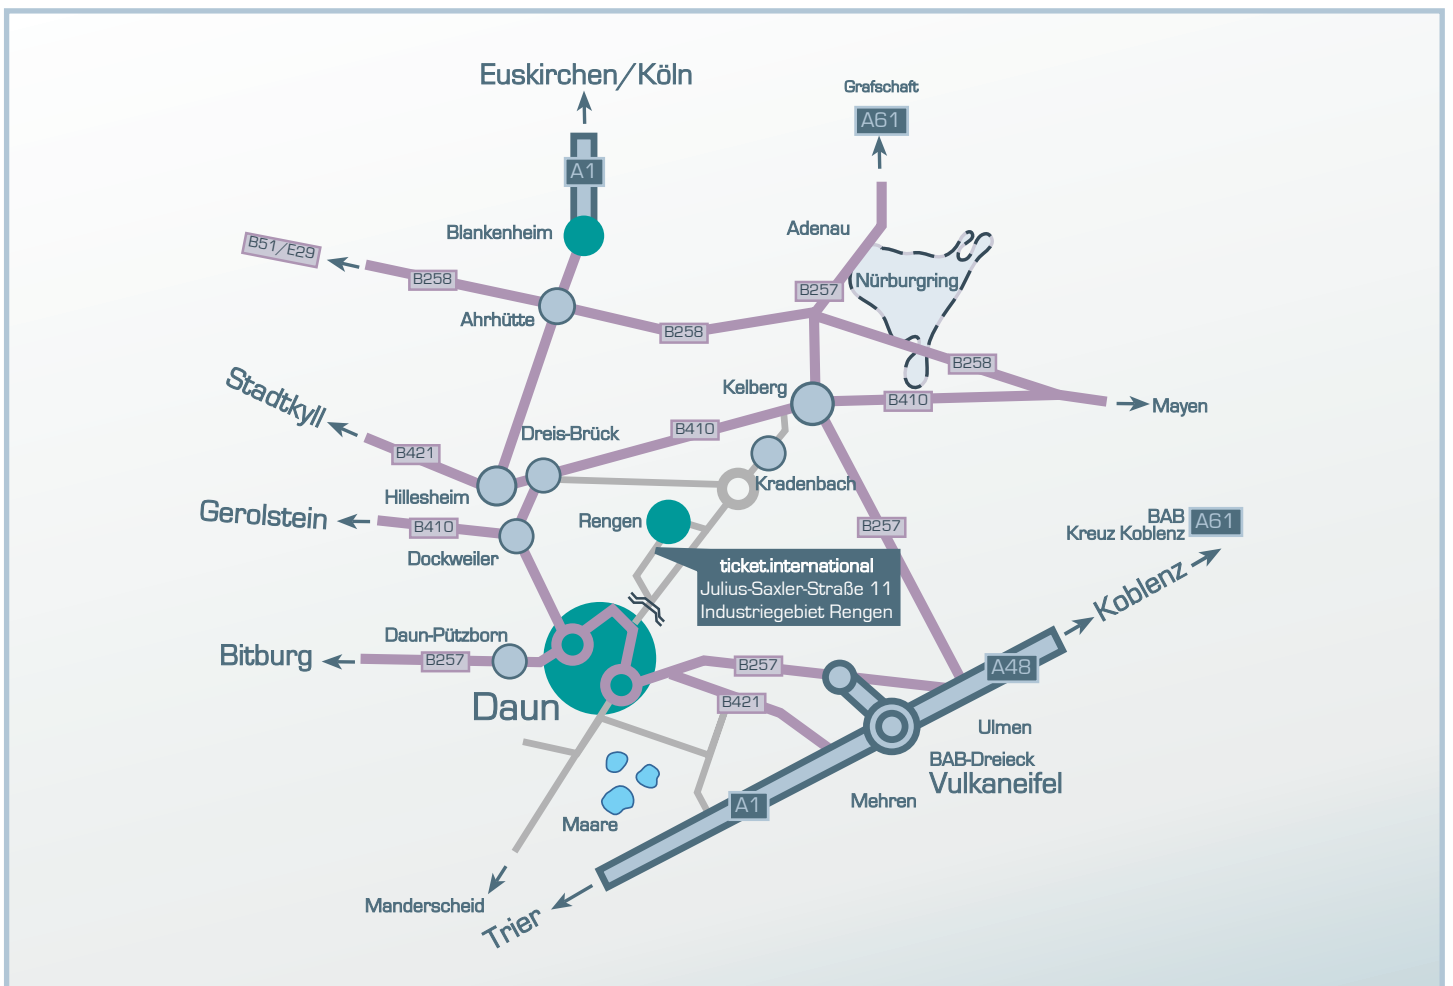 Euskirchen/Köln
Grafschaft
A61
A1
Blankenheim
Adenau
B51/E29
B258
Nürburgring
B257
Ahrhütte
B258
B258
Stadtkyll
Kelberg
B410
Mayen
Dreis-Brück
B410
B421
Hillesheim
Kradenbach
Gerolstein
B410
Rengen
B257
BAB
Kreuz Koblenz
A61
Dockweiler
ticket.international
Julius-Saxler-Straße 11
Industriegebiet Rengen
Koblenz
Daun-Pützborn
Bitburg
B257
B257
A48
Daun
B421
Ulmen
BAB-Dreieck
Vulkaneifel
Mehren
A1
Maare
Manderscheid
Trier